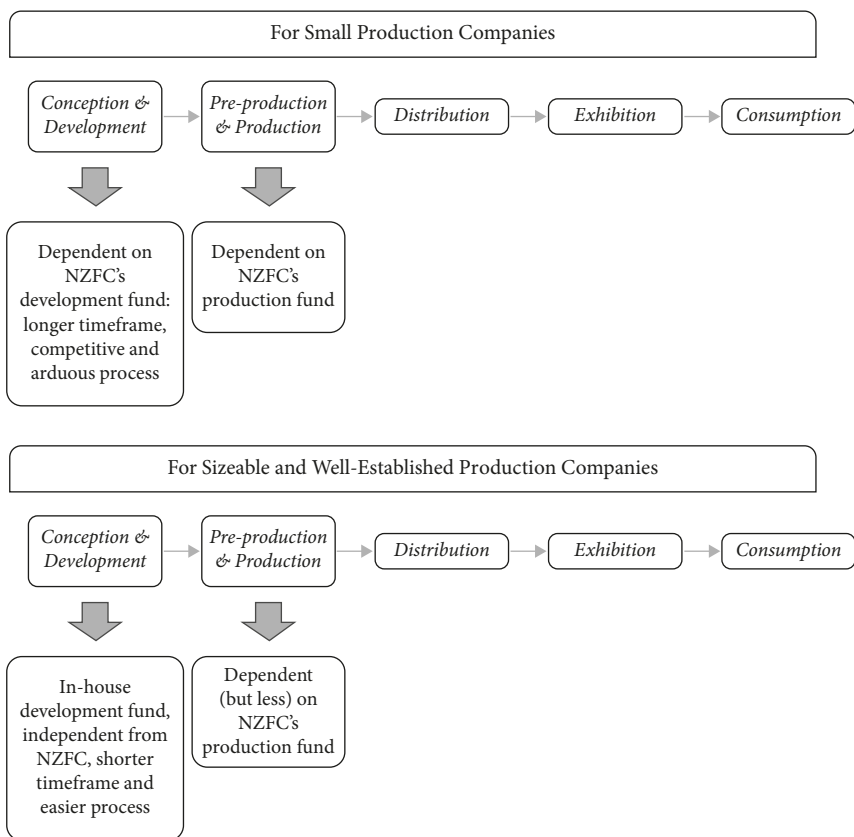 For Small Production Companies
Conception &
Development
Pre-production
& Production
Distribution
Exhibition
Consumption
Dependent on
NZFC's
development fund:
longer timeframe,
competitive and
arduous process
Dependent on
NZFC's
production fund
For Sizeable and Well-Established Production Companies
Conception &
Development
Pre-production
& Production
Distribution
Exhibition
Consumption
In-house
development fund,
independent from
NZFC, shorter
timeframe and
easier process
Dependent
(but less) on
NZFC's
production fund